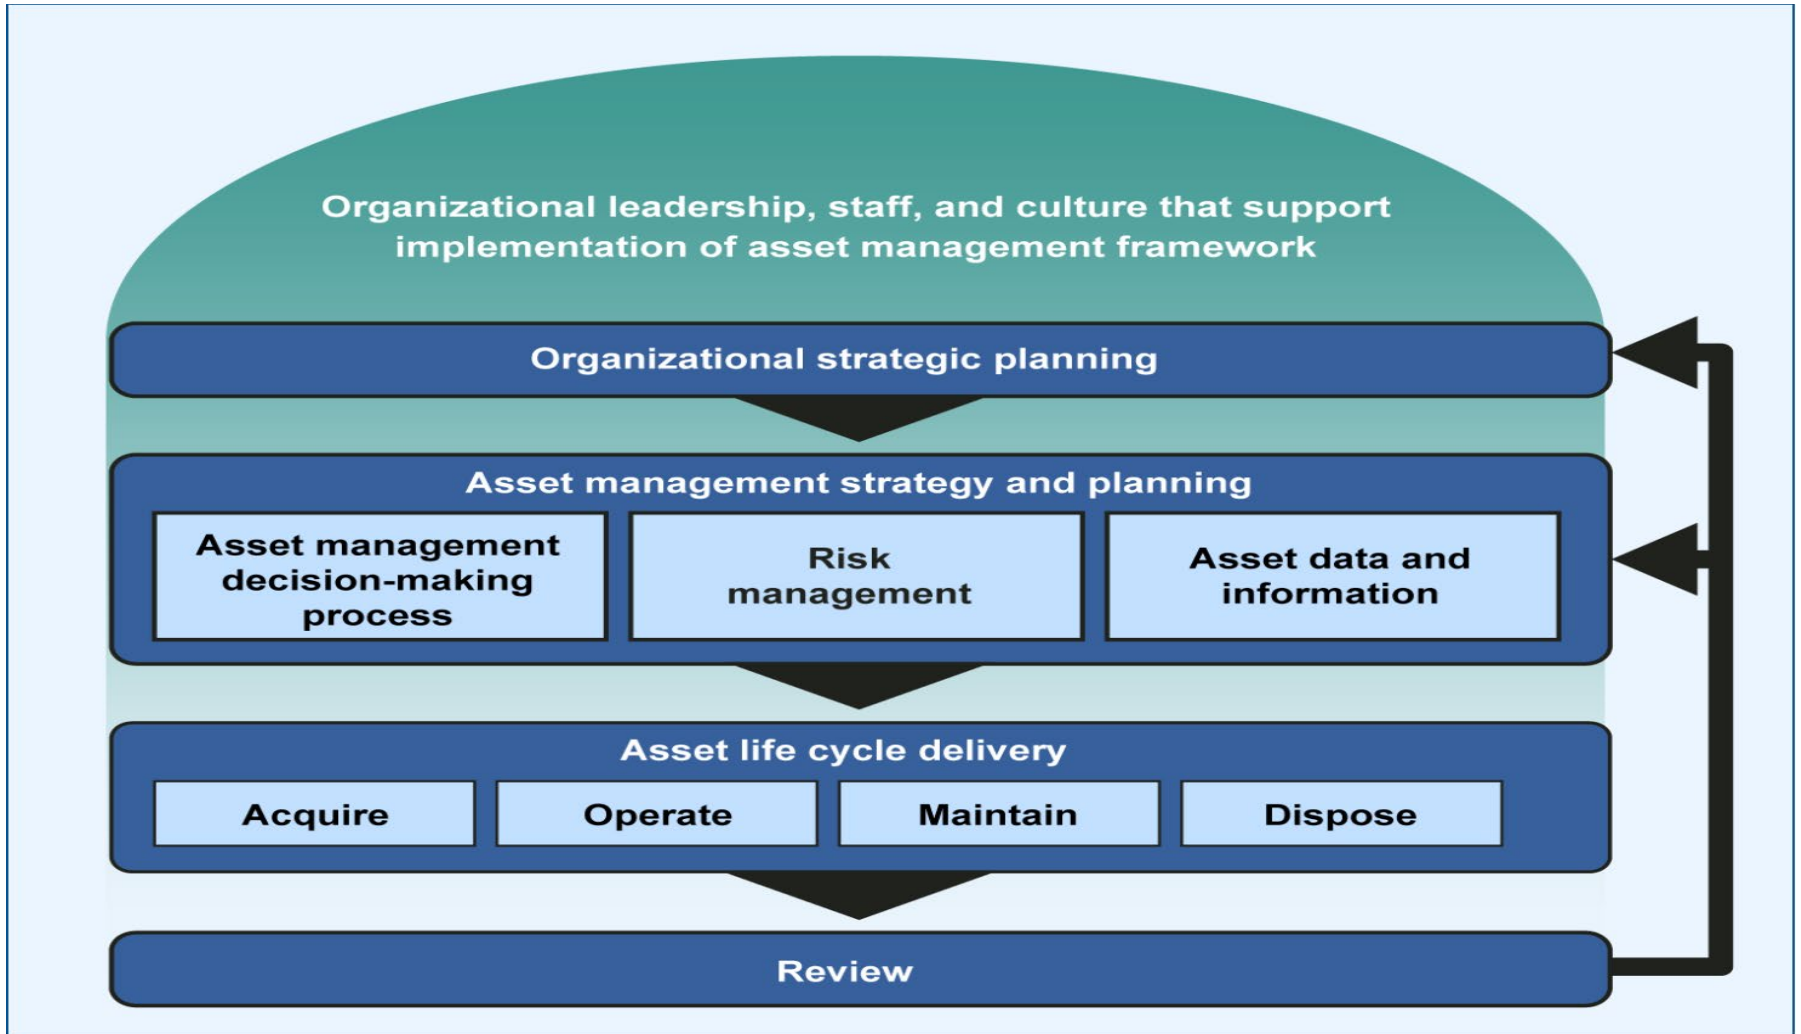 Organizational leadership, staff, and culture that support
implementation of asset management framework
Organizational strategic planning
Asset management strategy and planning
Asset management
decision-making
process
Risk
management
Asset data and
information
Asset life cycle delivery
Acquire
Operate
Maintain
Dispose
Review